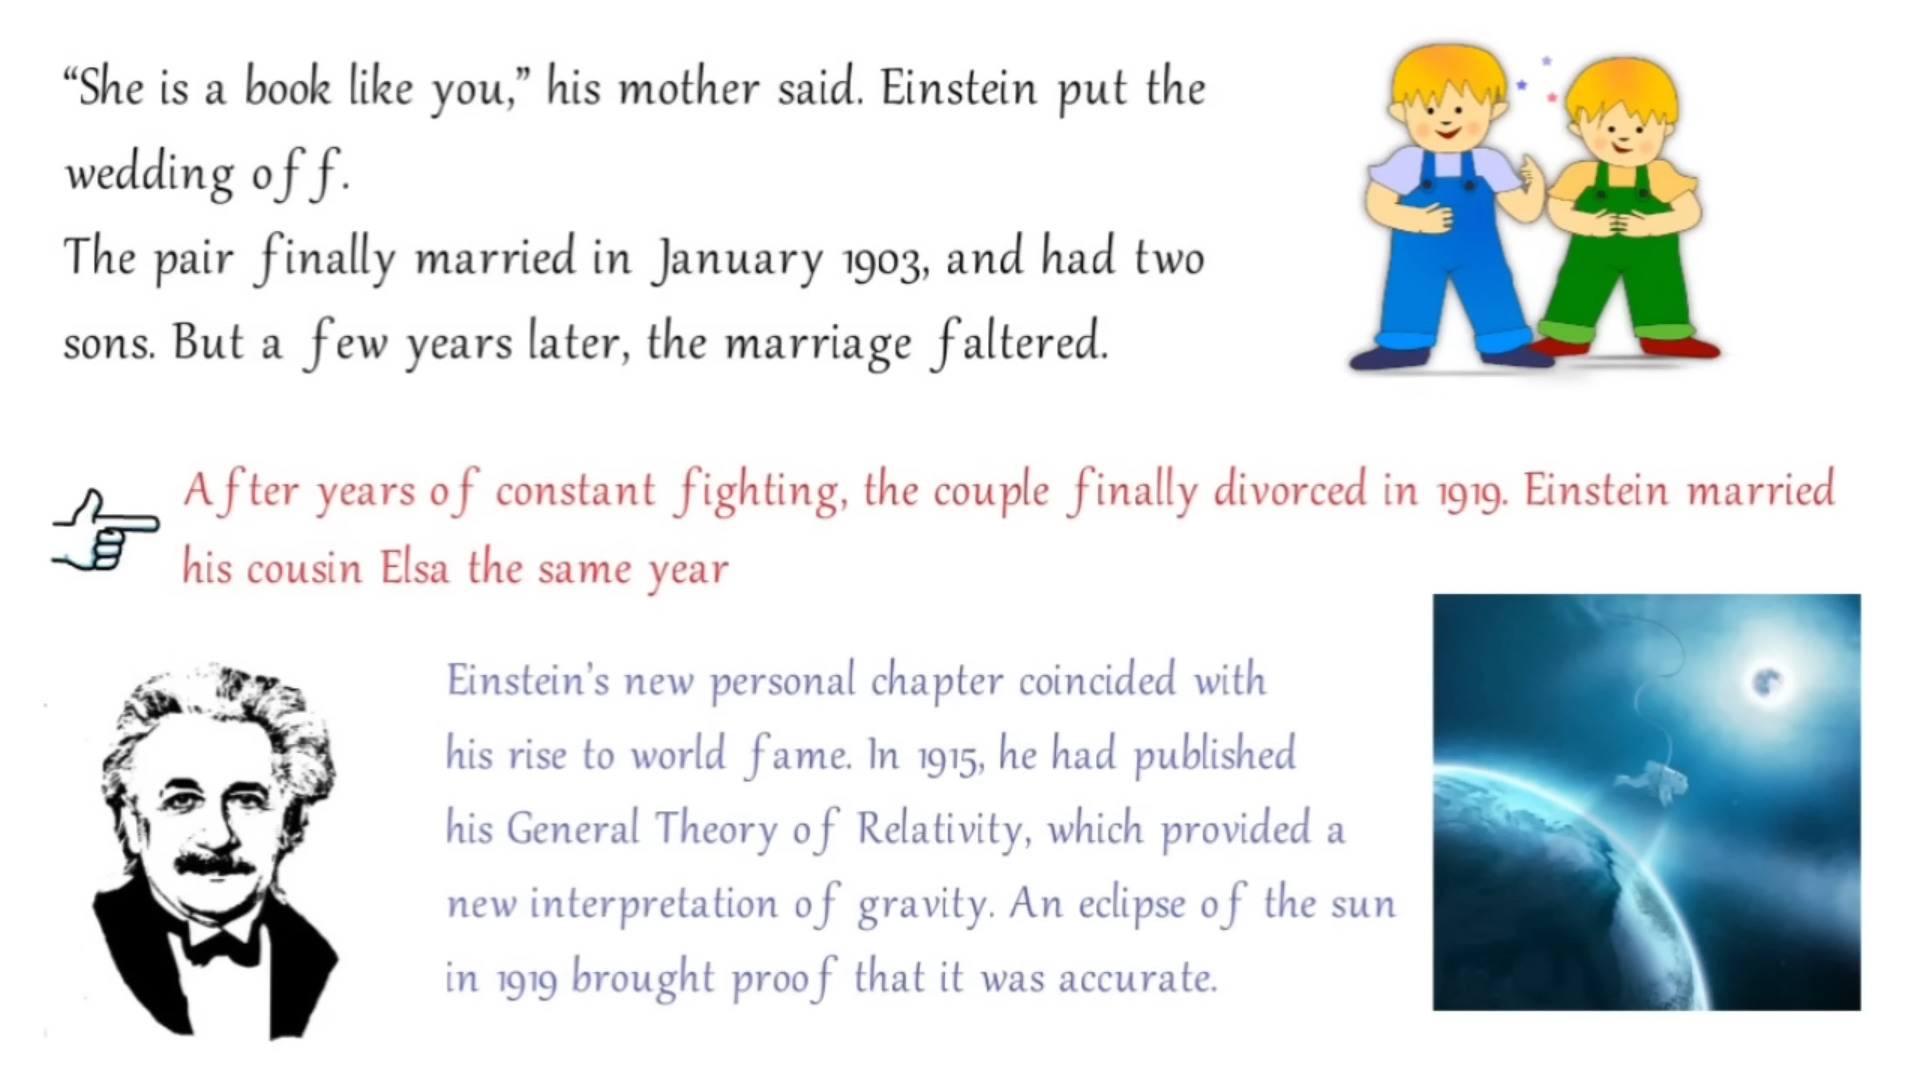 “She is a book like you,” his mother said. Einstein put the
wedding off.
The pair finally married in January 1903, and had two
sons. But a few years later, the marriage faltered.
After years of constant fighting, the couple finally divorced in 1919. Einstein married
his cousin Elsa the same year
Einstein’s new personal chapter coincided with
his rise to world fame. In 1915, he had published
his General Theory of Relativity, which provided a
new interpretation of gravity. An eclipse of the sun
in 1919 brought proof that it was accurate.